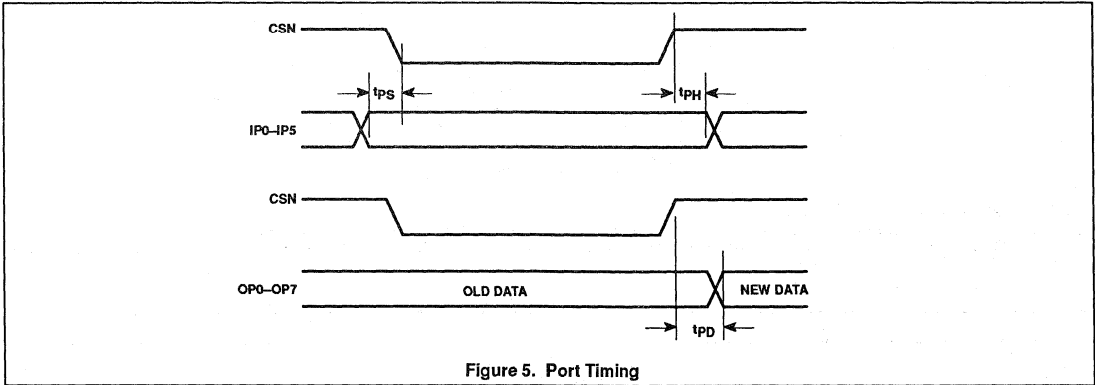 CSN
tPS
tPH
IP0–IP5
CSN
OP0–OP7
OLD DATA
NEW DATA
tPD
Figure 5. Port Timing